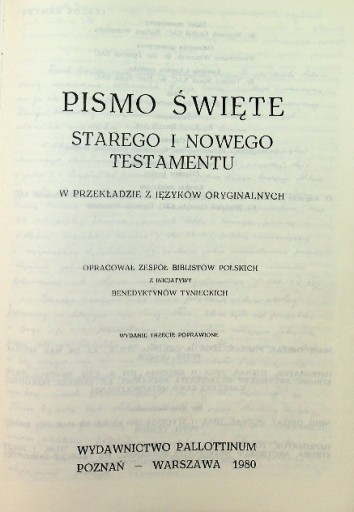 PISMO ŚWIĘTE
STAREGO I NOWEGO
TESTAMENTU
W PRZEKŁADZIE Z JĘZYKÓW ORYGINALNYCH
OPRACOWAŁ ZESPÓŁ BIBLISTÓW POLSKICH
Z INICJATYWY
BENEDYKTYNÓW TYNIECKICH
WYDANIE TRZECIE POPRAWIONE
WYDAWNICTWO PALLOTTINUM
POZNAŃ – WARSZAWA 1980